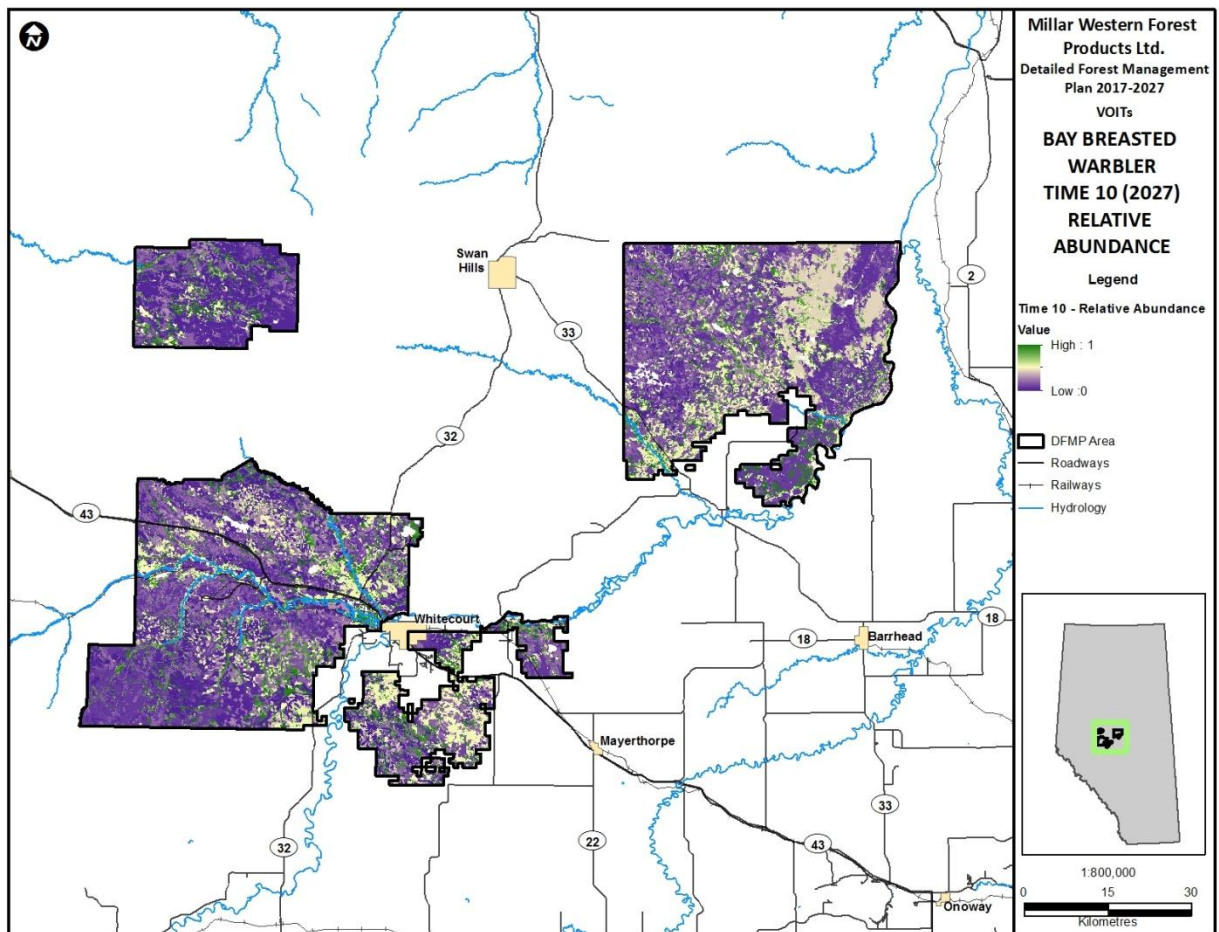 N
Swan
Hills
33
2
32
43
Whitecourt
18
18
Barrhead
Mayerthorpe
33
32
22
43
Onoway
Millar Western Forest
Products Ltd.
Detailed Forest Management
Plan 2017-2027
VOITs
BAY BREASTED
WARBLER
TIME 10 (2027)
RELATIVE
ABUNDANCE
Legend
Time 10 - Relative Abundance
Value
High : 1
Low :0
DFMP Area
Roadways
Railways
Hydrology
1:800,000
0 15 30
Kilometres